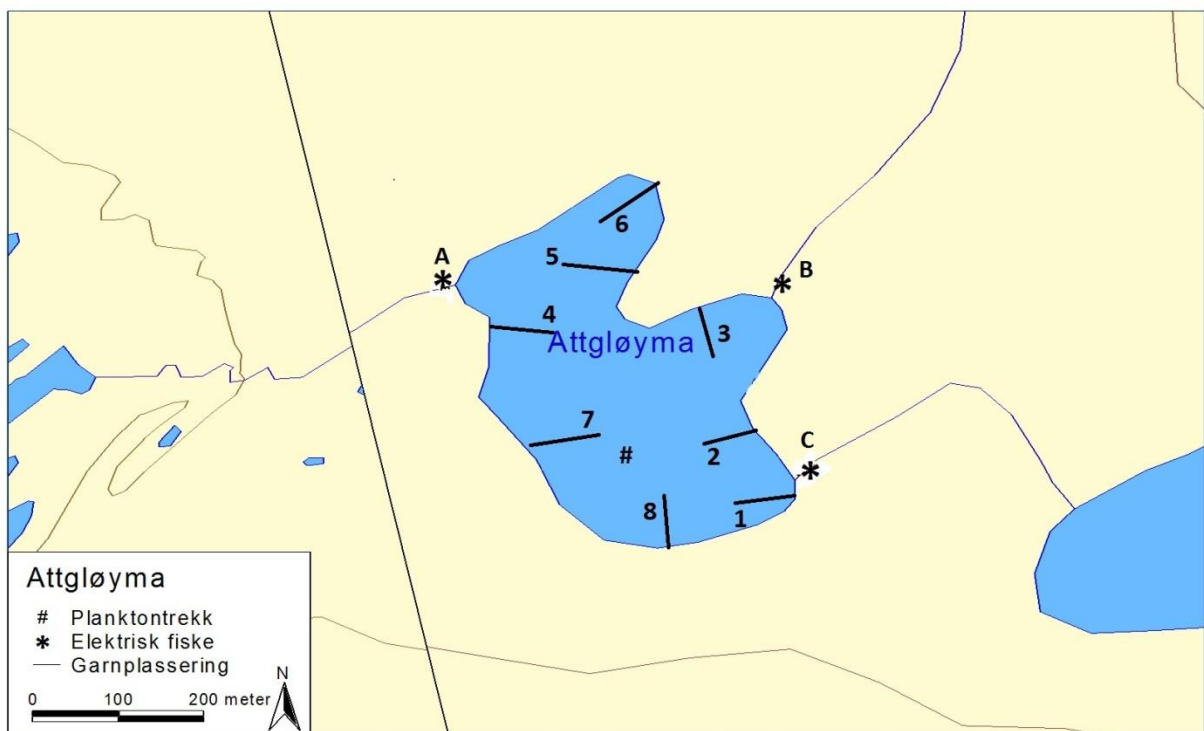 6
A
5
B
4
3
Attgløyma
7
2
#
C
8
1
Attgløyma
# Planktontrekk
* Elektrisk fiske
Garnplassering
N
0 100 200 meter